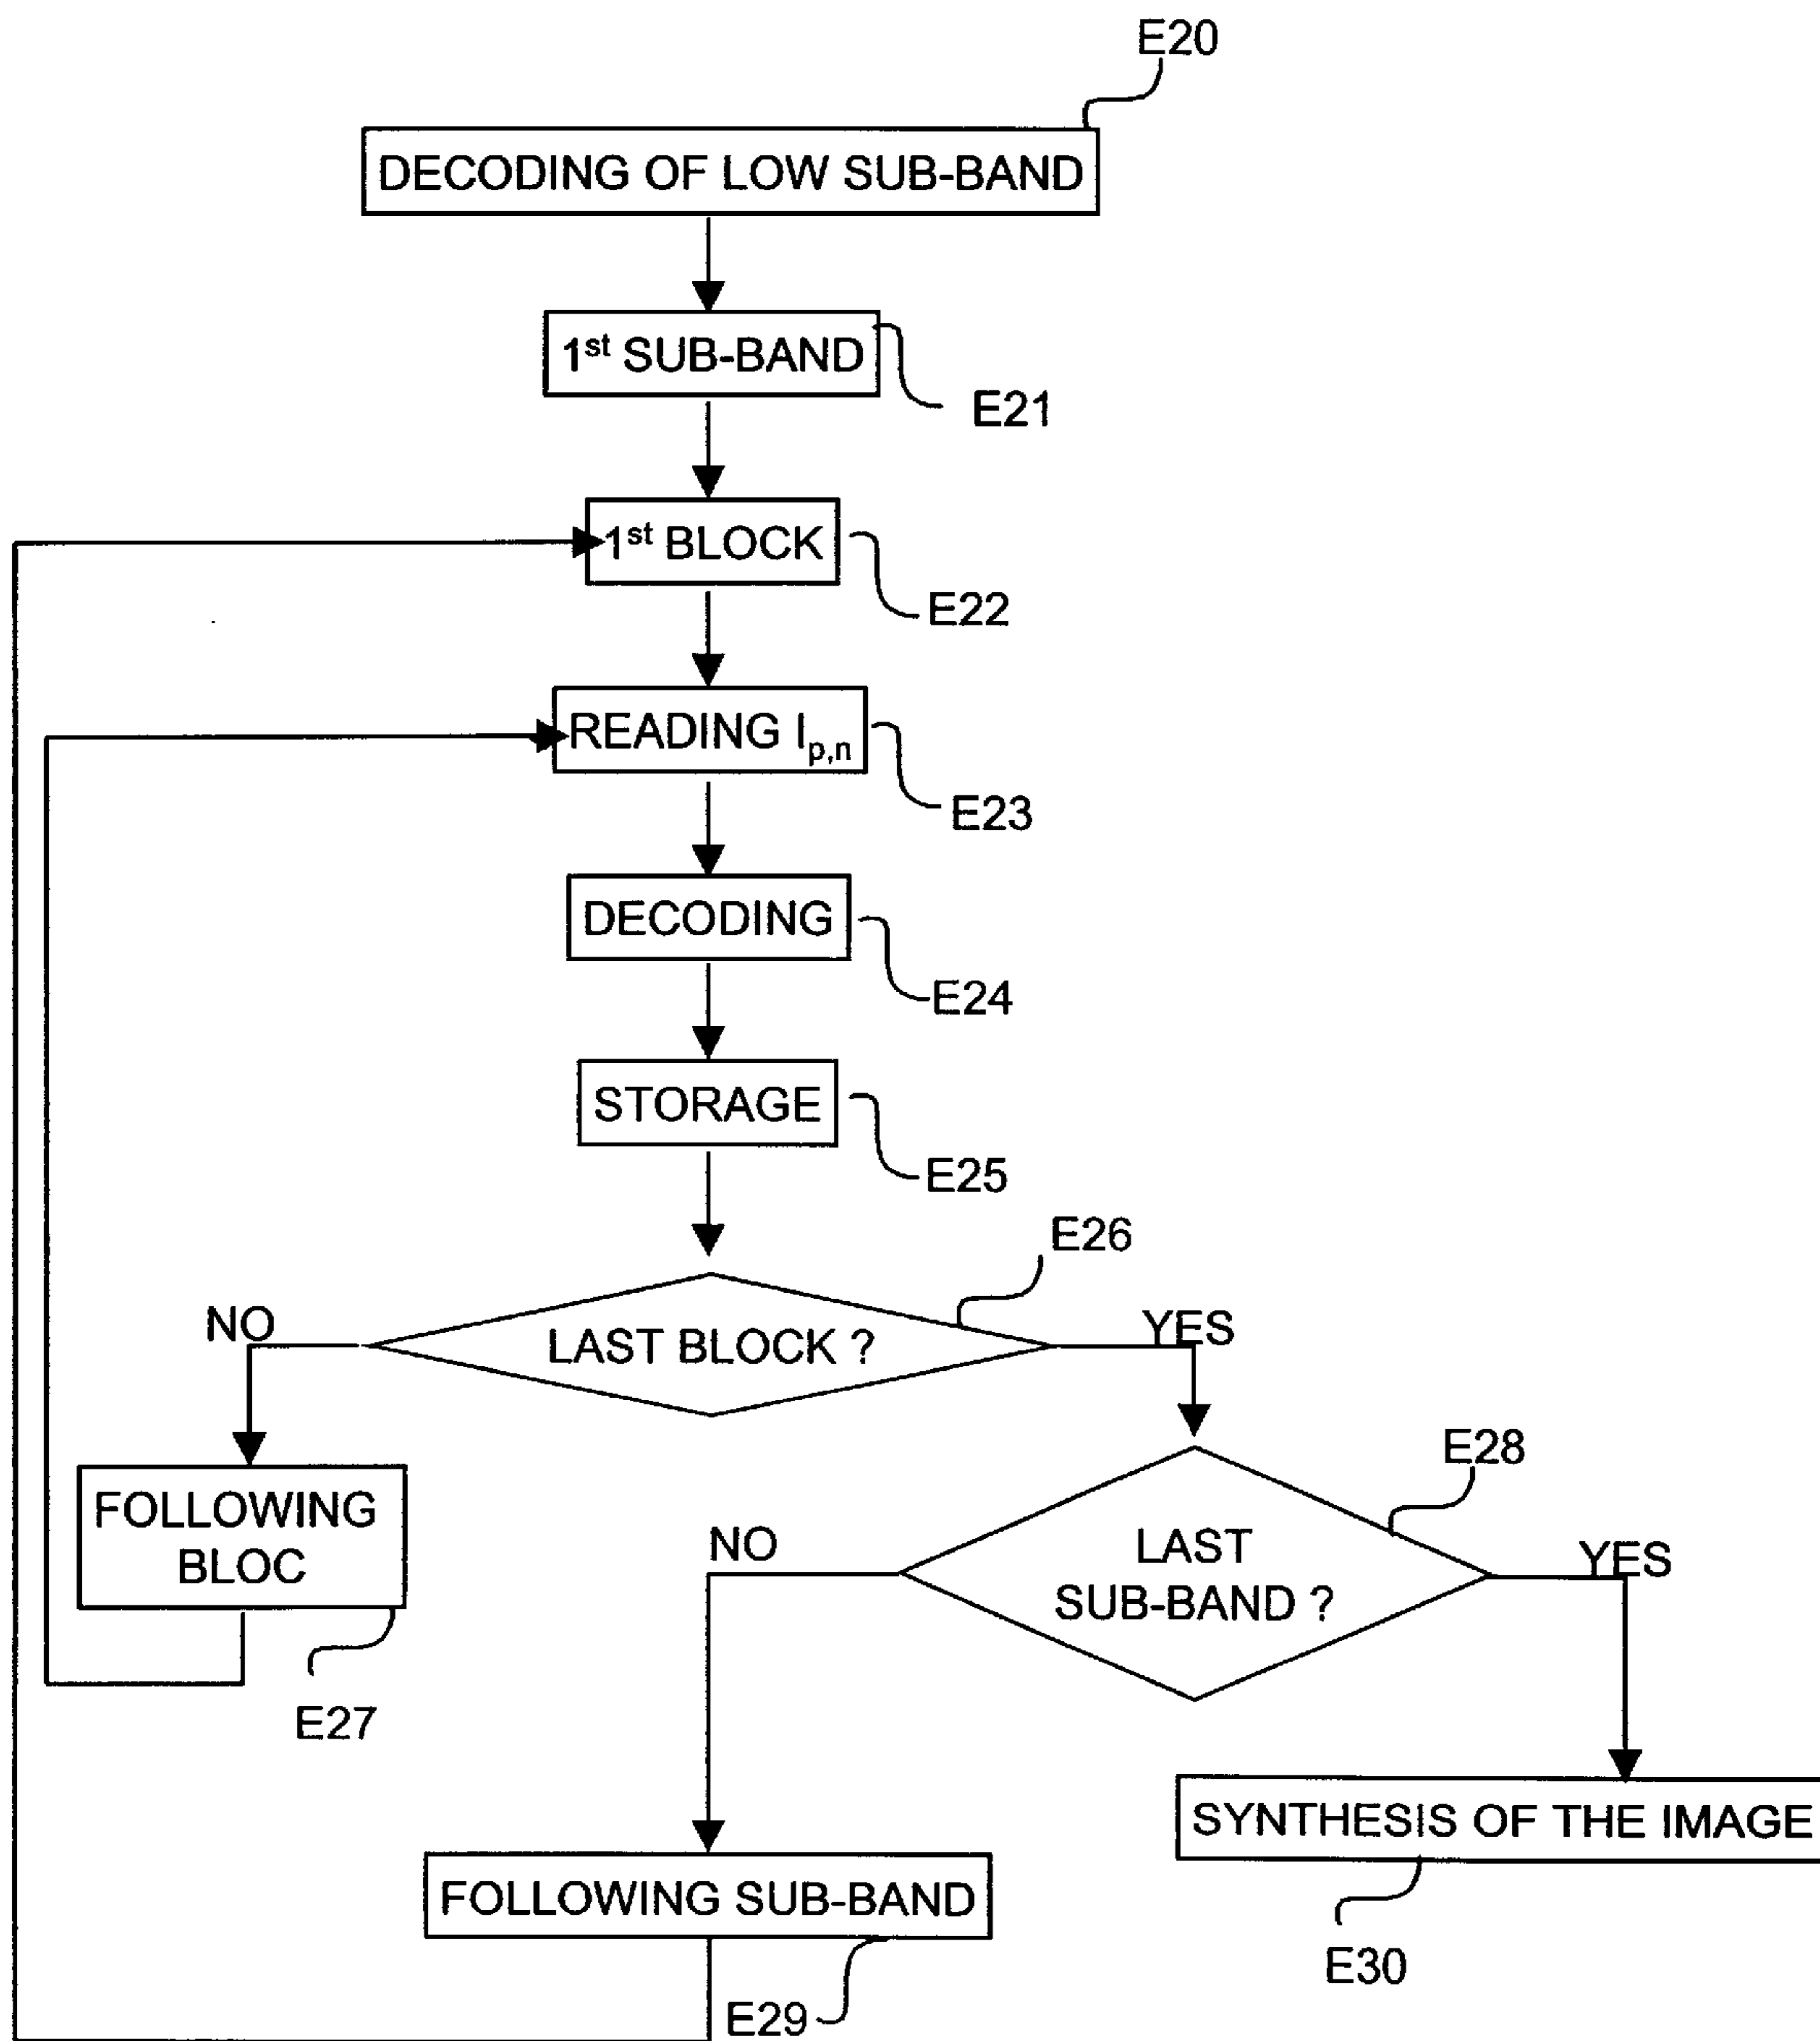 E20
DECODING OF LOW SUB-BAND
1st SUB-BAND
E21
1st BLOCK
E22
READING Ip,n
E23
DECODING
E24
STORAGE
E25
E26
NO
LAST BLOCK ?
YES
E28
FOLLOWING
BLOC
E27
NO
LAST
SUB-BAND ?
YES
SYNTHESIS OF THE IMAGE
FOLLOWING SUB-BAND
E30
E29